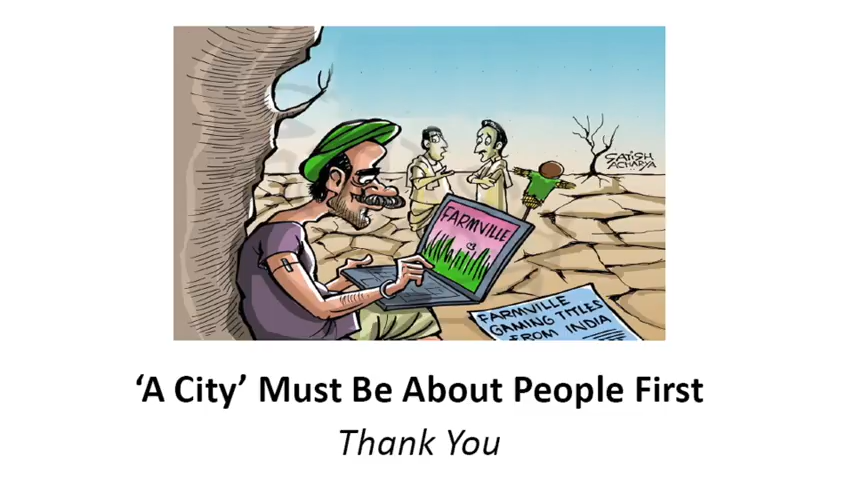 SATISH
ACHARYA
FARMVILLE
FARMVILLE
GAMING TITLES
FROM INDIA
‘A City’ Must Be About People First
Thank You